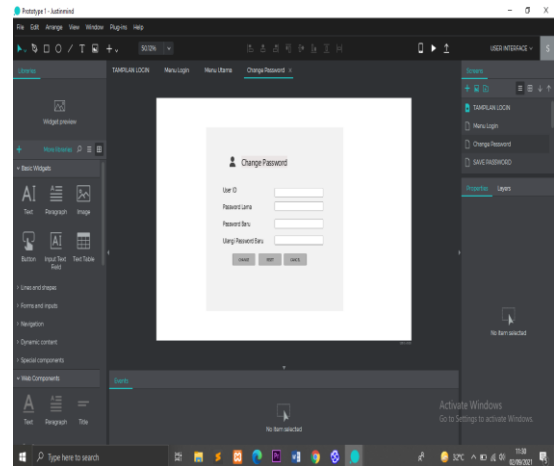 Prototype 1 - Justinmind
File Edit Arrange View Window Plug-ins Help
USER INTERFACE
S
Libraries
TAMPILAN LOGIN Menu Login Menu Utama Change Password
Screens
Widget preview
TAMPILAN LOGIN
Menu Login
Change Password
SAVE PASSWORD
More libraries
Basic Widgets
Text Paragraph Image
Button Input Text Field Text Table
Lines and shapes
Forms and inputs
Navigation
Dynamic content
Special components
Web Components
Text Paragraph Title
Change Password
User ID
Password Lama
Password Baru
Ulangi Password Baru
Properties Layers
No item selected
Events
No item selected
Activate Windows
Go to Settings to activate Windows.
Type here to search
32°C
11:30
02/09/2021